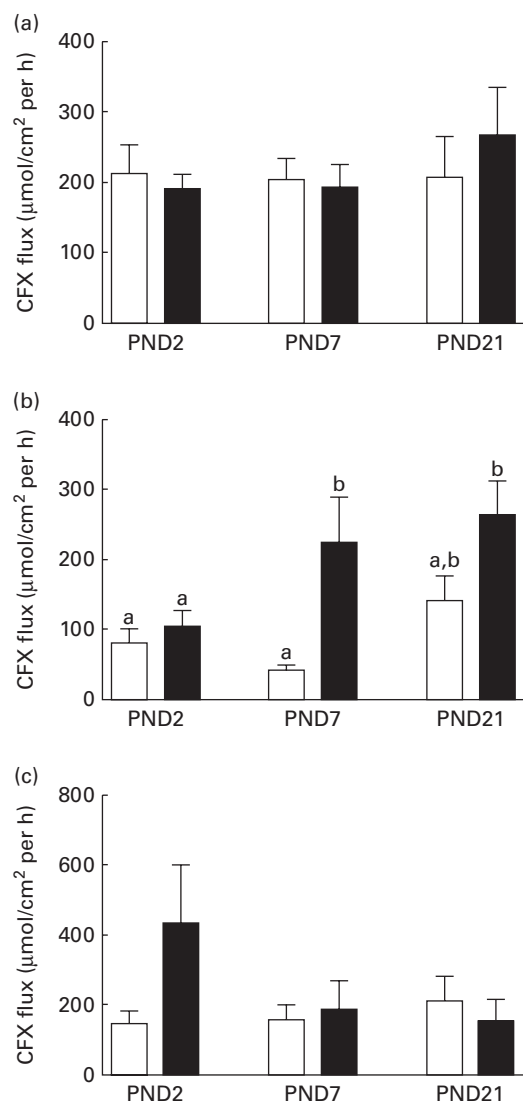 (a)
400
300
200
100
0
CFX flux (μmol/cm² per h)
PND2 PND7 PND21
(b)
400
300
200
100
0
CFX flux (μmol/cm² per h)
a a a b a,b b
PND2 PND7 PND21
(c)
800
600
400
200
0
CFX flux (μmol/cm² per h)
PND2 PND7 PND21